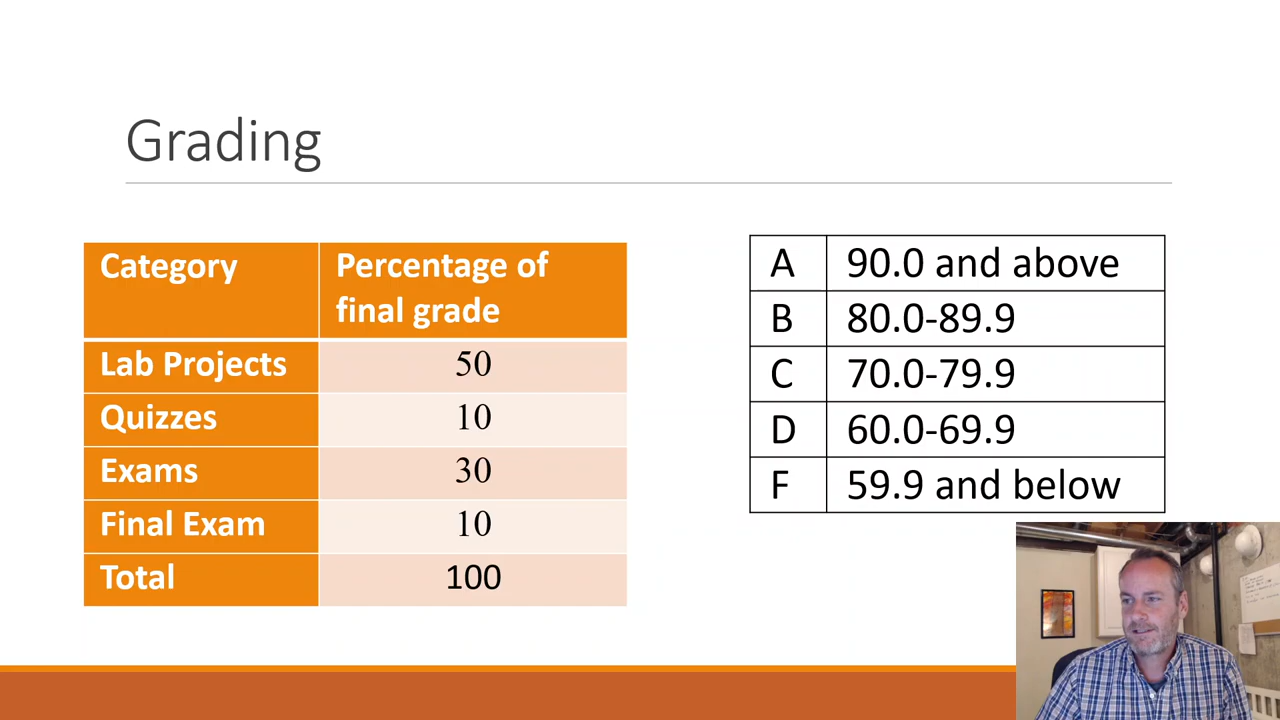 Grading
Category
Percentage of
final grade
Lab Projects 50
Quizzes 10
Exams 30
Final Exam 10
Total 100
A 90.0 and above
B 80.0-89.9
C 70.0-79.9
D 60.0-69.9
F 59.9 and below